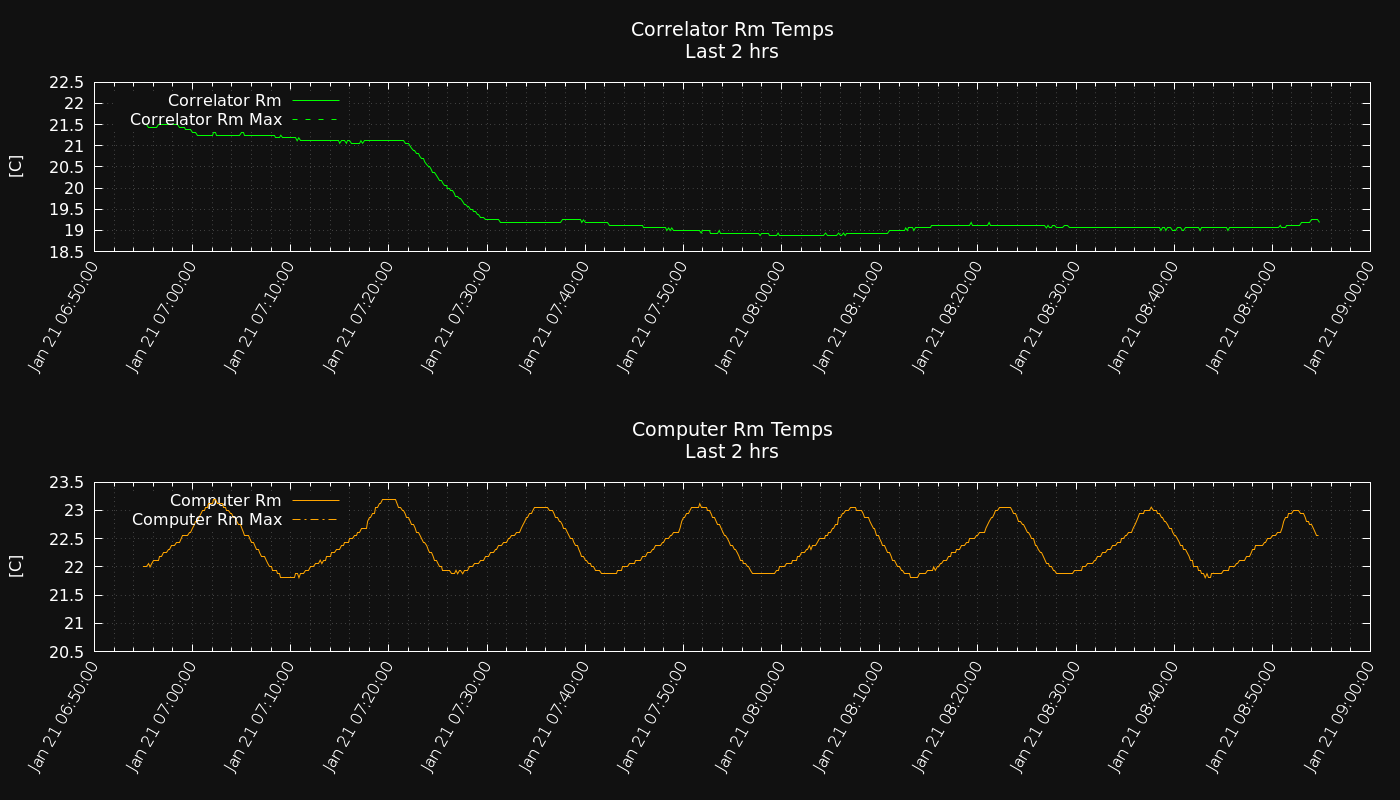 Correlator Rm Temps
Last 2 hrs
22.5
22
21.5
21
20.5
20
19.5
19
18.5
[C]
Correlator Rm
Correlator Rm Max
Jan 21 06:50:00
Jan 21 07:00:00
Jan 21 07:10:00
Jan 21 07:20:00
Jan 21 07:30:00
Jan 21 07:40:00
Jan 21 07:50:00
Jan 21 08:00:00
Jan 21 08:10:00
Jan 21 08:20:00
Jan 21 08:30:00
Jan 21 08:40:00
Jan 21 08:50:00
Jan 21 09:00:00
Computer Rm Temps
Last 2 hrs
23.5
23
22.5
22
21.5
21
20.5
[C]
Computer Rm
Computer Rm Max
Jan 21 06:50:00
Jan 21 07:00:00
Jan 21 07:10:00
Jan 21 07:20:00
Jan 21 07:30:00
Jan 21 07:40:00
Jan 21 07:50:00
Jan 21 08:00:00
Jan 21 08:10:00
Jan 21 08:20:00
Jan 21 08:30:00
Jan 21 08:40:00
Jan 21 08:50:00
Jan 21 09:00:00